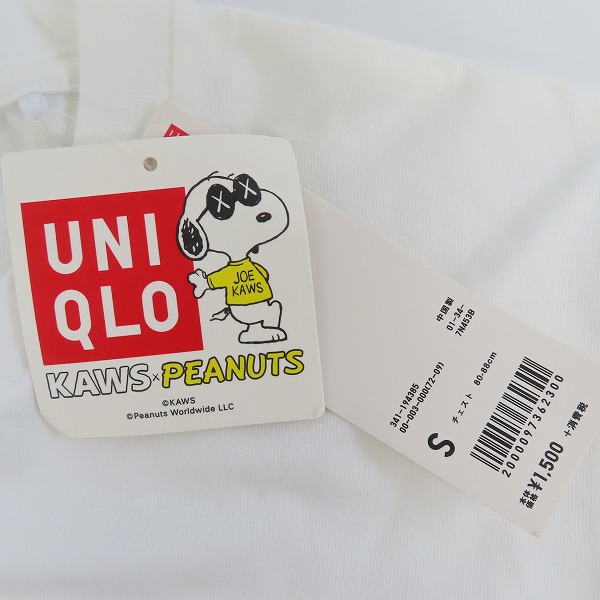 UNI
QLO
JOE
KAWS
KAWS×PEANUTS
©KAWS
©Peanuts Worldwide LLC
中国製
01-34-
7N453B
341-194385
00-003-000(72-09)
S
チェスト 80-88cm
2000097362300
本体
価格 ¥1,500 +消費税